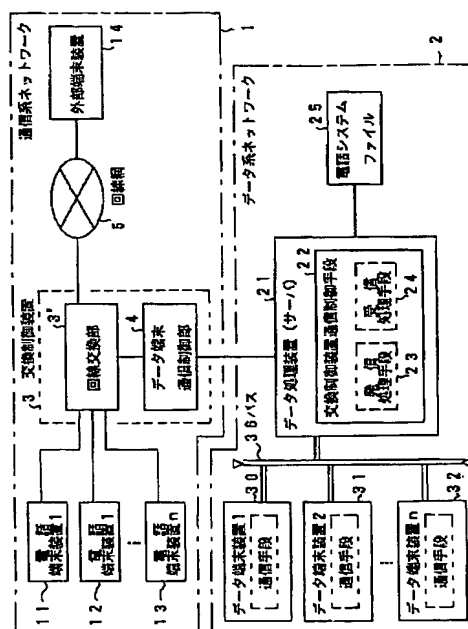 通信系ネットワーク
1
14
外部端末装置
回線網
5
交換制御装置
3
3'
回線交換部
4
データ端末
通信制御部
電話
端末装置1
11
電話
端末装置1
12
電話
端末装置n
13
2
データ系ネットワーク
25
電話システム
ファイル
21
データ処理装置(サーバ)
22
交換制御装置通信制御手段
発信
処理手段
23
受信
処理手段
24
36バス
データ端末装置1
通信手段
30
データ端末装置2
通信手段
31
データ端末装置n
通信手段
32